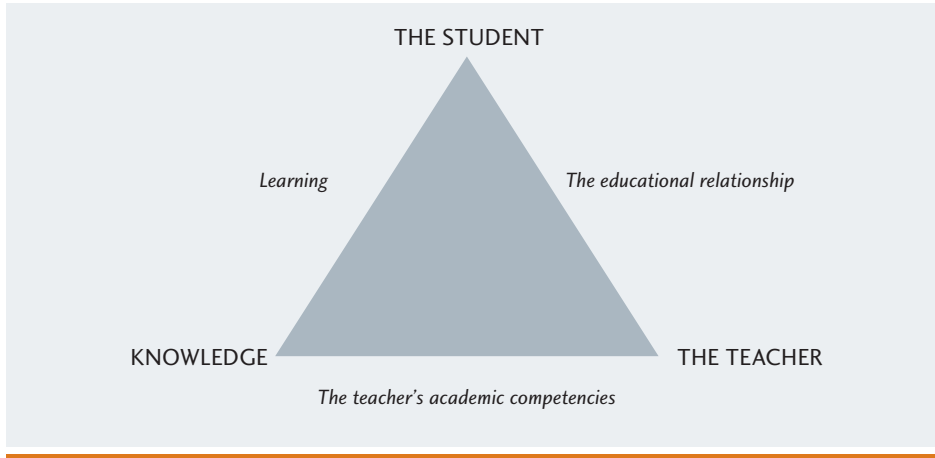 THE STUDENT
Learning
The educational relationship
KNOWLEDGE
THE TEACHER
The teacher’s academic competencies